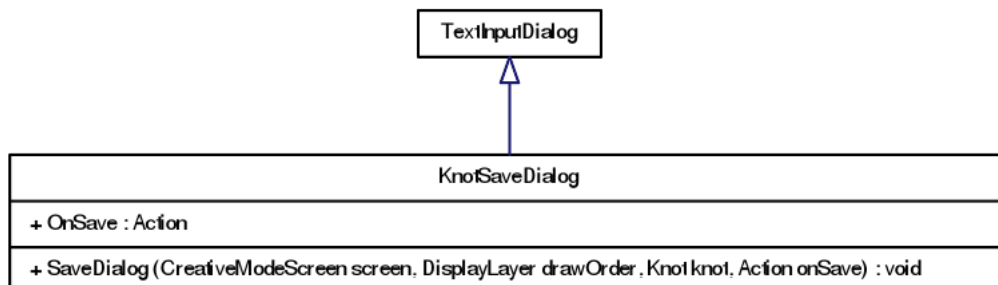 TextInputDialog
KnotSaveDialog
+ OnSave : Action
+ SaveDialog (CreativeModeScreen screen, DisplayLayer drawOrder, Knot knot, Action onSave) : void